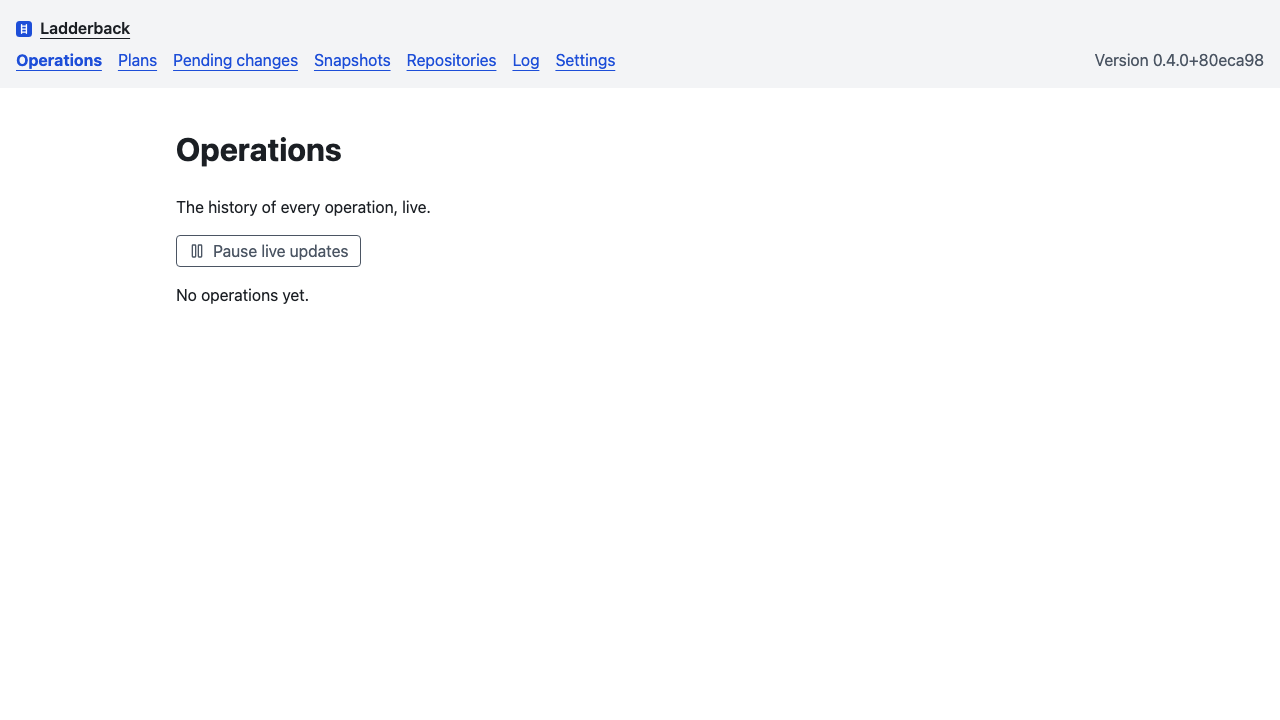 Ladderback
Operations Plans Pending changes Snapshots Repositories Log Settings Version 0.4.0+80eca98
Operations
The history of every operation, live.
Pause live updates
No operations yet.